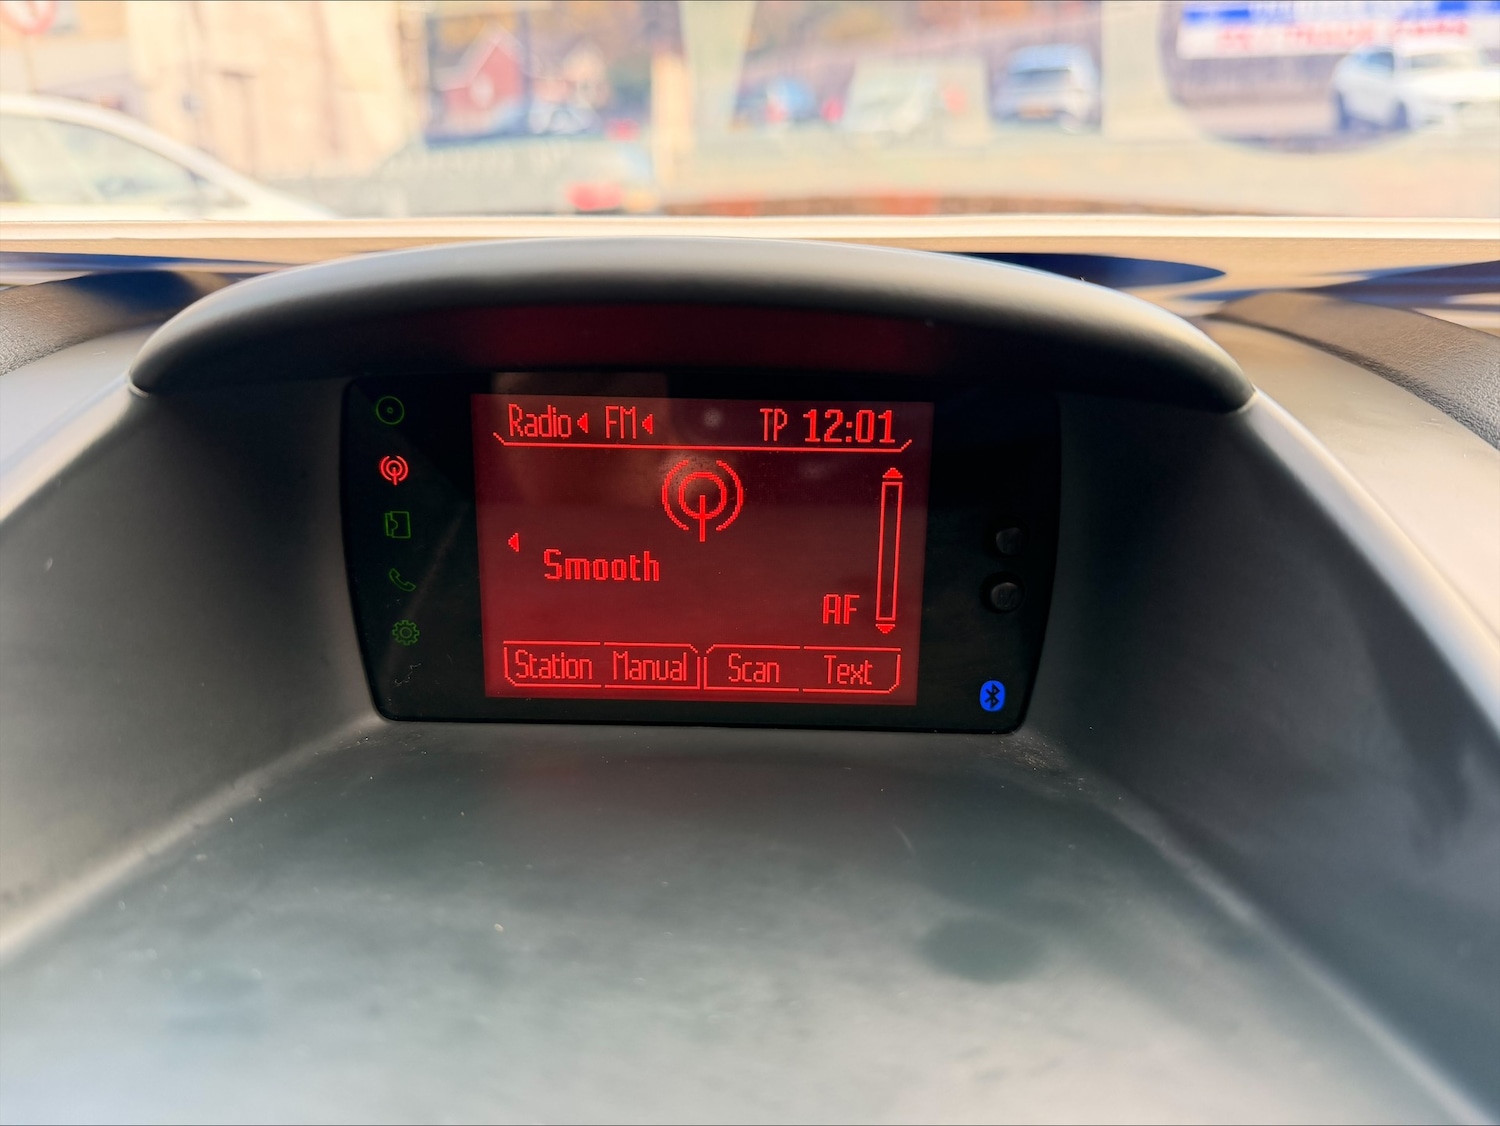 Radio FM TP 12:01
Smooth
AF
Station Manual Scan Text